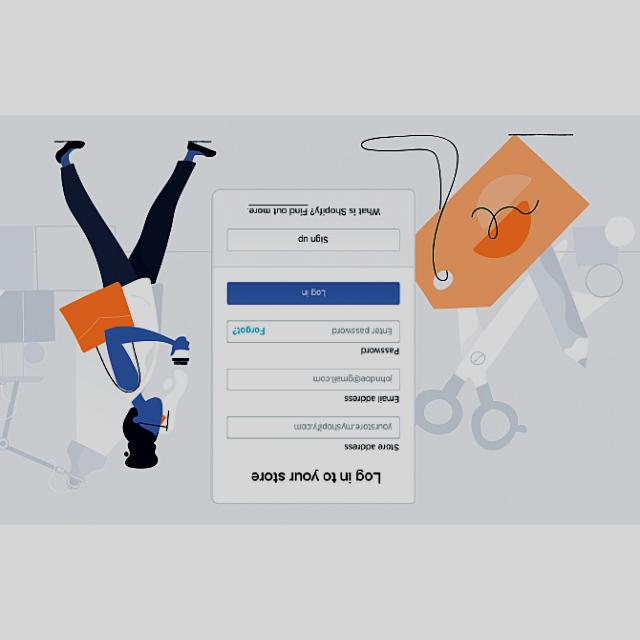 Log in to your store
Store address
yourstore.myshopify.com
Email address
johndoe@gmail.com
Password
Enter password Forgot?
Log in
Sign up
What is Shopify? Find out more.